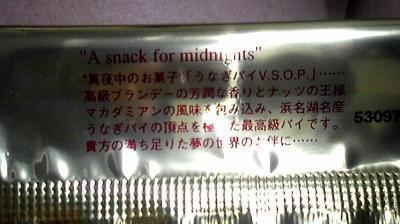 "A snack for midnights"
"真夜中のお菓子「うなぎパイV.S.O.P.」……
高級ブランデーの芳潤な香りとナッツの王様
マカダミアンの風味を包み込み、浜名湖名産
うなぎパイの頂点を極めた最高級パイです。
貴方の満ち足りた夢の世界のお伴に……
5309T